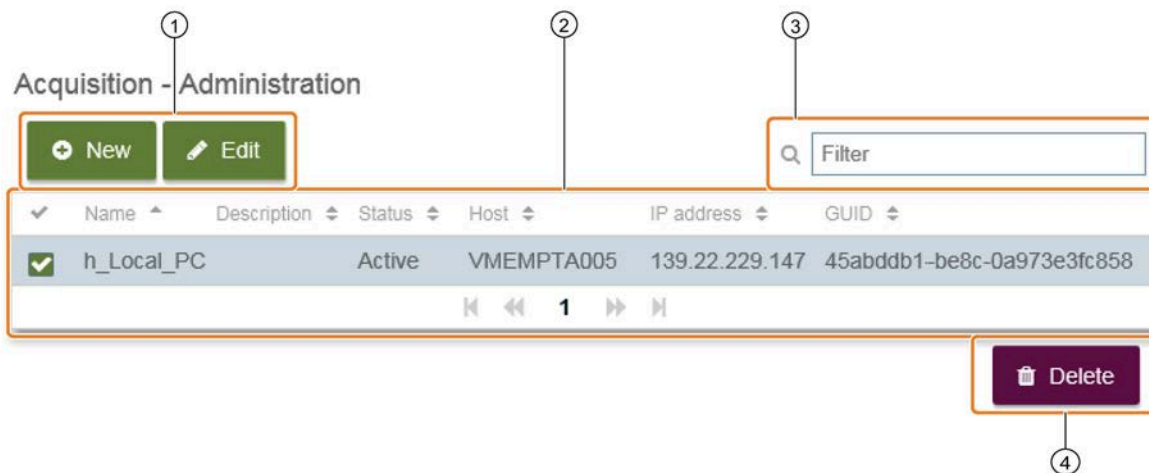 1 2 3
Acquisition - Administration
New Edit Filter
Name Description Status Host IP address GUID
h_Local_PC Active VMEMPTA005 139.22.229.147 45abddb1-be8c-0a973e3fc858
1
Delete
4